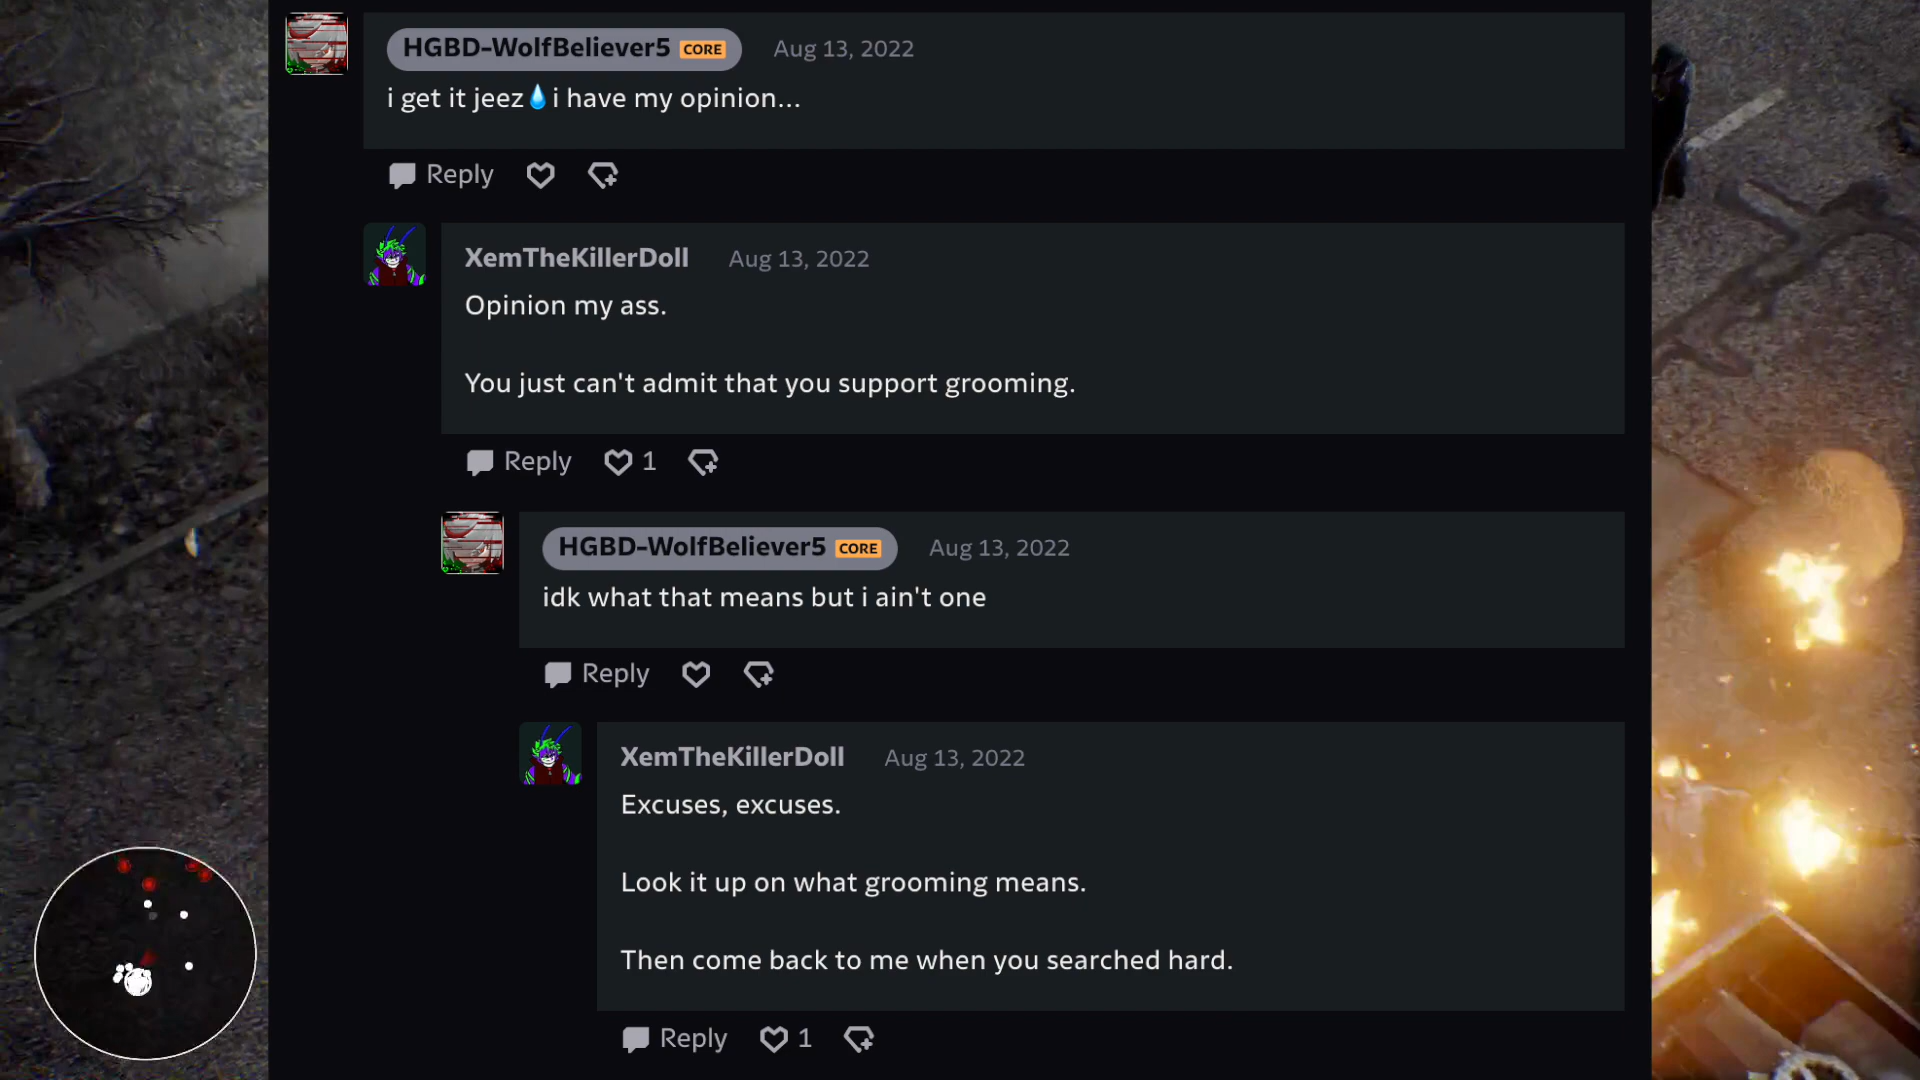 HGBD-WolfBeliever5 CORE Aug 13, 2022
i get it jeez💧i have my opinion...
Reply
XemTheKillerDoll Aug 13, 2022
Opinion my ass.
You just can't admit that you support grooming.
Reply 1
HGBD-WolfBeliever5 CORE Aug 13, 2022
idk what that means but i ain't one
Reply
XemTheKillerDoll Aug 13, 2022
Excuses, excuses.
Look it up on what grooming means.
Then come back to me when you searched hard.
Reply 1